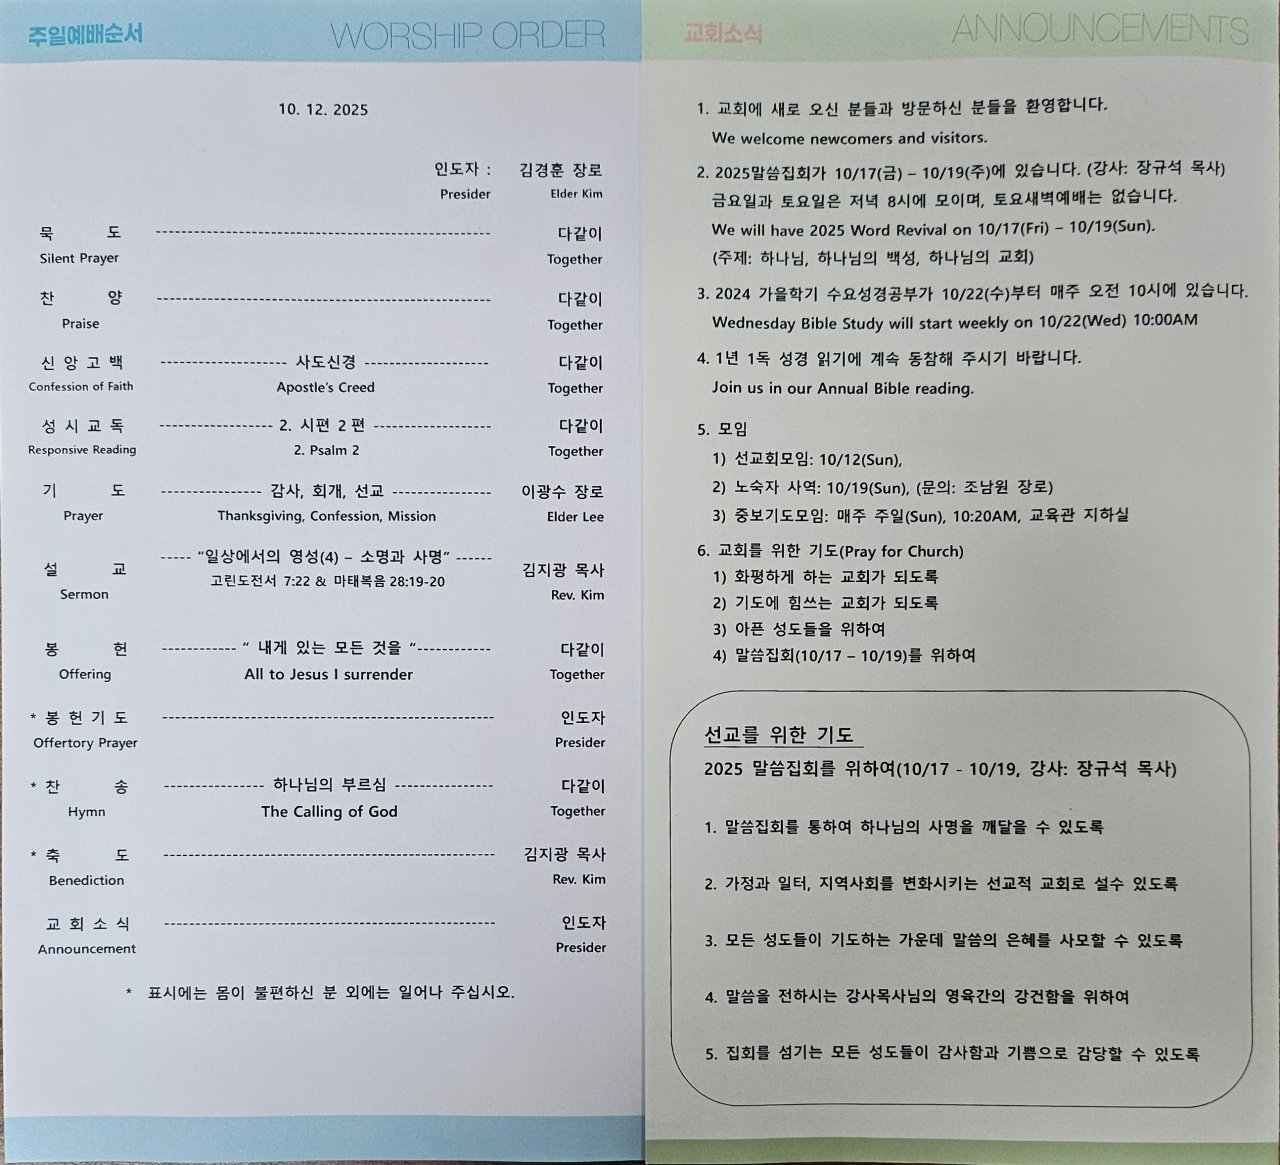 주일예배순서 WORSHIP ORDER
10. 12. 2025
인도자 : 김경훈 장로
Presider Elder Kim
묵 도 ------------------------------------------------ 다같이
Silent Prayer Together
찬 양 ------------------------------------------------ 다같이
Praise Together
신 앙 고 백 ------------------ 사도신경 ------------------ 다같이
Confession of Faith Apostle's Creed Together
성 시 교 독 ---------------- 2. 시편 2 편 ----------------- 다같이
Responsive Reading 2. Psalm 2 Together
기 도 --------------- 감사, 회개, 선교 -------------- 이광수 장로
Prayer Thanksgiving, Confession, Mission Elder Lee
----- “일상에서의 영성(4) – 소명과 사명” ------
설 교 고린도전서 7:22 & 마태복음 28:19-20 김지광 목사
Sermon Rev. Kim
봉 헌 ----------- “ 내게 있는 모든 것을 “----------- 다같이
Offering All to Jesus I surrender Together
* 봉 헌 기 도 ------------------------------------------------ 인도자
Offertory Prayer Presider
* 찬 송 --------------- 하나님의 부르심 --------------- 다같이
Hymn The Calling of God Together
* 축 도 ------------------------------------------------ 김지광 목사
Benediction Rev. Kim
교 회 소 식 ------------------------------------------------ 인도자
Announcement Presider
* 표시에는 몸이 불편하신 분 외에는 일어나 주십시오.
교회소식 ANNOUNCEMENTS
1. 교회에 새로 오신 분들과 방문하신 분들을 환영합니다.
We welcome newcomers and visitors.
2. 2025말씀집회가 10/17(금) – 10/19(주)에 있습니다. (강사: 장규석 목사)
금요일과 토요일은 저녁 8시에 모이며, 토요새벽예배는 없습니다.
We will have 2025 Word Revival on 10/17(Fri) – 10/19(Sun).
(주제: 하나님, 하나님의 백성, 하나님의 교회)
3. 2024 가을학기 수요성경공부가 10/22(수)부터 매주 오전 10시에 있습니다.
Wednesday Bible Study will start weekly on 10/22(Wed) 10:00AM
4. 1년 1독 성경 읽기에 계속 동참해 주시기 바랍니다.
Join us in our Annual Bible reading.
5. 모임
1) 선교회모임: 10/12(Sun),
2) 노숙자 사역: 10/19(Sun), (문의: 조남원 장로)
3) 중보기도모임: 매주 주일(Sun), 10:20AM, 교육관 지하실
6. 교회를 위한 기도(Pray for Church)
1) 화평하게 하는 교회가 되도록
2) 기도에 힘쓰는 교회가 되도록
3) 아픈 성도들을 위하여
4) 말씀집회(10/17 – 10/19)를 위하여
선교를 위한 기도
2025 말씀집회를 위하여(10/17 - 10/19, 강사: 장규석 목사)
1. 말씀집회를 통하여 하나님의 사명을 깨달을 수 있도록
2. 가정과 일터, 지역사회를 변화시키는 선교적 교회로 설수 있도록
3. 모든 성도들이 기도하는 가운데 말씀의 은혜를 사모할 수 있도록
4. 말씀을 전하시는 강사목사님의 영육간의 강건함을 위하여
5. 집회를 섬기는 모든 성도들이 감사함과 기쁨으로 감당할 수 있도록